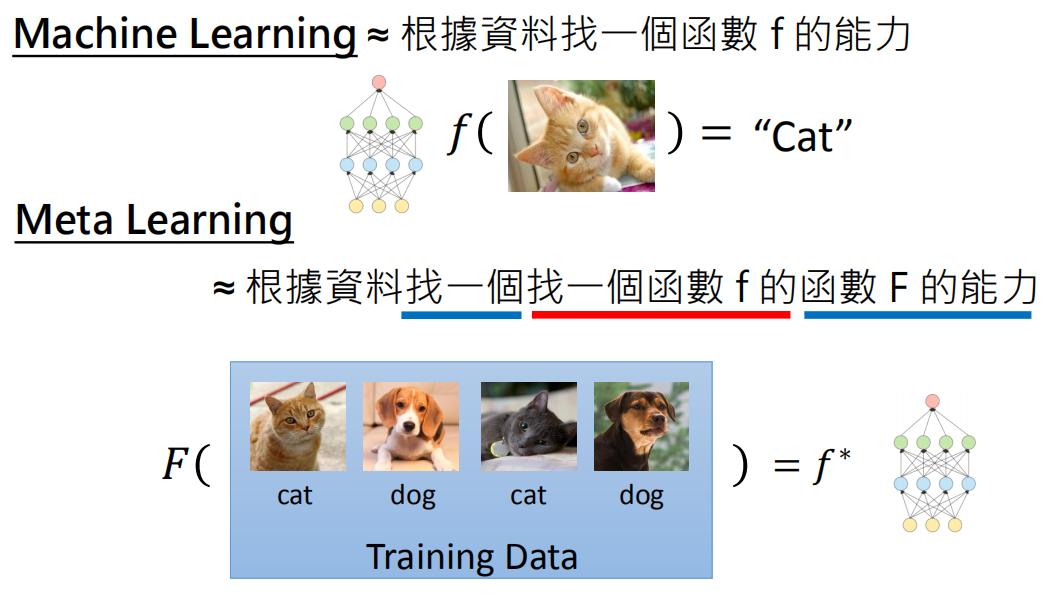 Machine Learning ≈ 根據資料找一個函數 f 的能力
f( ) = “Cat”
Meta Learning
≈ 根據資料找一個找一個函數 f 的函數 F 的能力
F( ) = f*
cat dog cat dog
Training Data